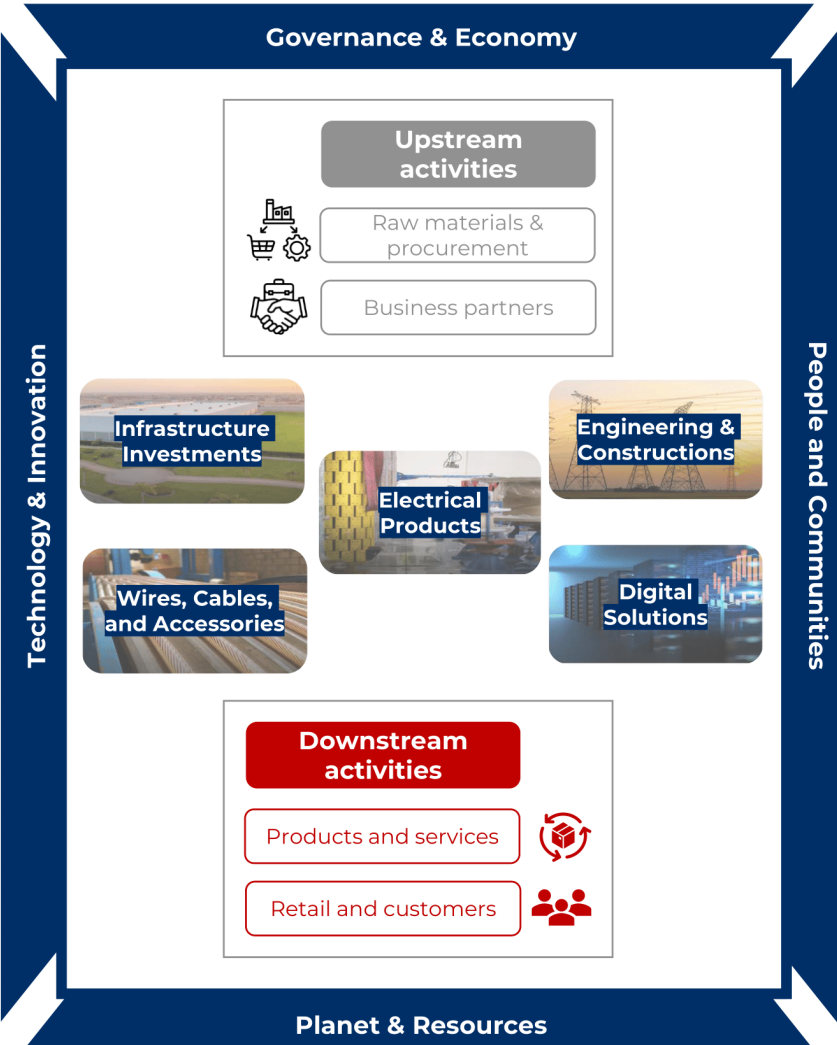 Governance & Economy
Upstream
activities
Raw materials &
procurement
Business partners
Technology & Innovation
People and Communities
Infrastructure
Investments
Engineering &
Constructions
Electrical
Products
Wires, Cables,
and Accessories
Digital
Solutions
Downstream
activities
Products and services
Retail and customers
Planet & Resources